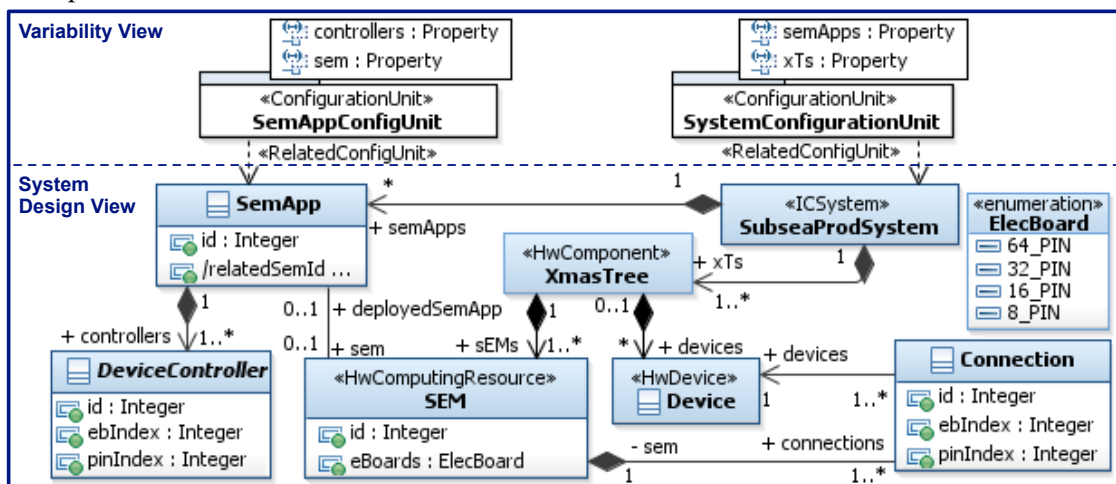 Variability View
controllers : Property
sem : Property
semApps : Property
xTs : Property
«ConfigurationUnit»
SemAppConfigUnit
«ConfigurationUnit»
SystemConfigurationUnit
«RelatedConfigUnit»
«RelatedConfigUnit»
System
Design View
SemApp
id : Integer
/relatedSemId ...
*
+ semApps
1
«ICSystem»
SubseaProdSystem
«enumeration»
ElecBoard
64_PIN
32_PIN
16_PIN
8_PIN
«HwComponent»
XmasTree
+ xTs
1
1..*
1
+ controllers
1..*
0..1
+ deployedSemApp
0..1
+ sem
1
+ sEMs
1..*
0..1
*
+ devices
+ devices
1
1..*
DeviceController
id : Integer
ebIndex : Integer
pinIndex : Integer
«HwComputingResource»
SEM
id : Integer
eBoards : ElecBoard
«HwDevice»
Device
Connection
id : Integer
ebIndex : Integer
pinIndex : Integer
- sem
1
+ connections
1..*